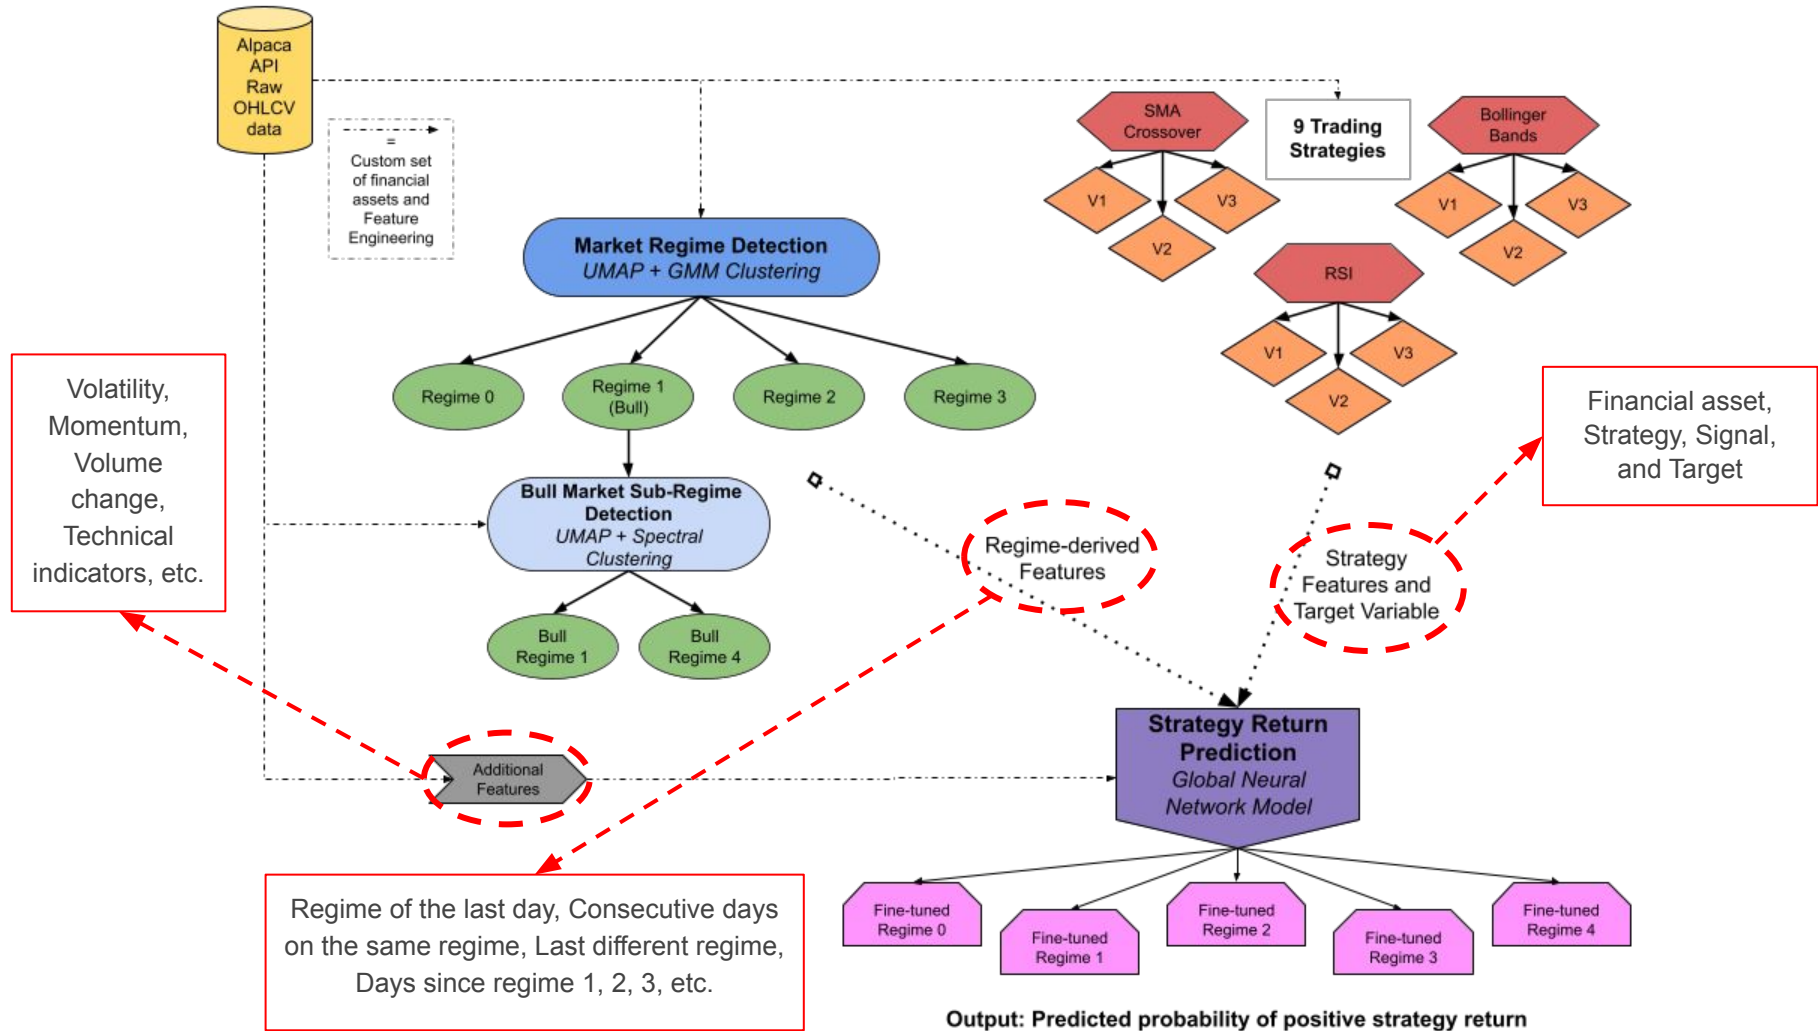 Alpaca
API
Raw
OHLCV
data
=
Custom set
of financial
assets and
Feature
Engineering
SMA
Crossover
V1
V2
V3
9 Trading
Strategies
Bollinger
Bands
V1
V2
V3
RSI
V1
V2
V3
Market Regime Detection
UMAP + GMM Clustering
Regime 0
Regime 1
(Bull)
Regime 2
Regime 3
Volatility,
Momentum,
Volume
change,
Technical
indicators, etc.
Financial asset,
Strategy, Signal,
and Target
Bull Market Sub-Regime
Detection
UMAP + Spectral
Clustering
Bull
Regime 1
Bull
Regime 4
Regime-derived
Features
Strategy
Features and
Target Variable
Additional
Features
Strategy Return
Prediction
Global Neural
Network Model
Regime of the last day, Consecutive days
on the same regime, Last different regime,
Days since regime 1, 2, 3, etc.
Fine-tuned
Regime 0
Fine-tuned
Regime 1
Fine-tuned
Regime 2
Fine-tuned
Regime 3
Fine-tuned
Regime 4
Output: Predicted probability of positive strategy return